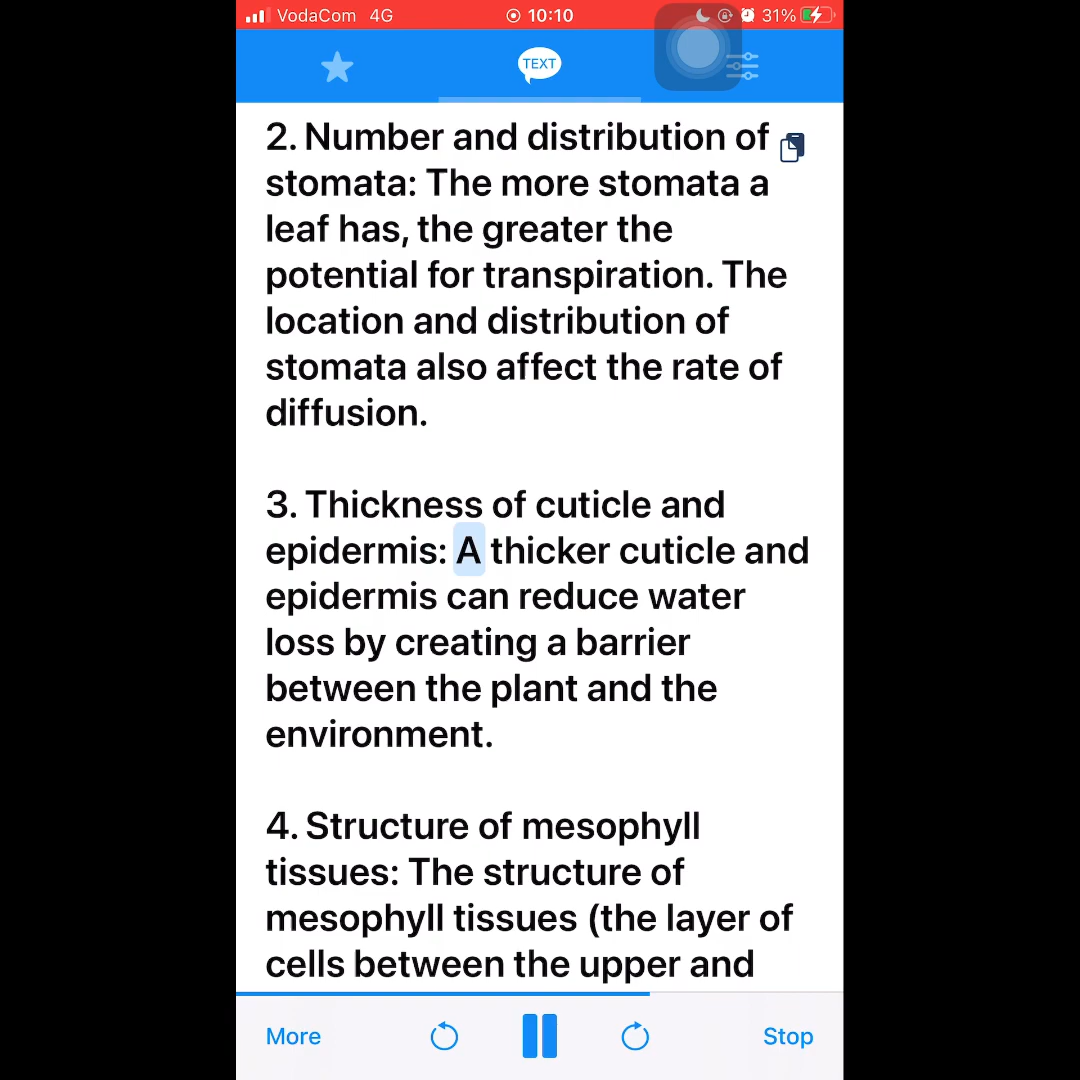 VodaCom 4G 10:10 31%
TEXT
2. Number and distribution of
stomata: The more stomata a
leaf has, the greater the
potential for transpiration. The
location and distribution of
stomata also affect the rate of
diffusion.
3. Thickness of cuticle and
epidermis: A thicker cuticle and
epidermis can reduce water
loss by creating a barrier
between the plant and the
environment.
4. Structure of mesophyll
tissues: The structure of
mesophyll tissues (the layer of
cells between the upper and
More Stop